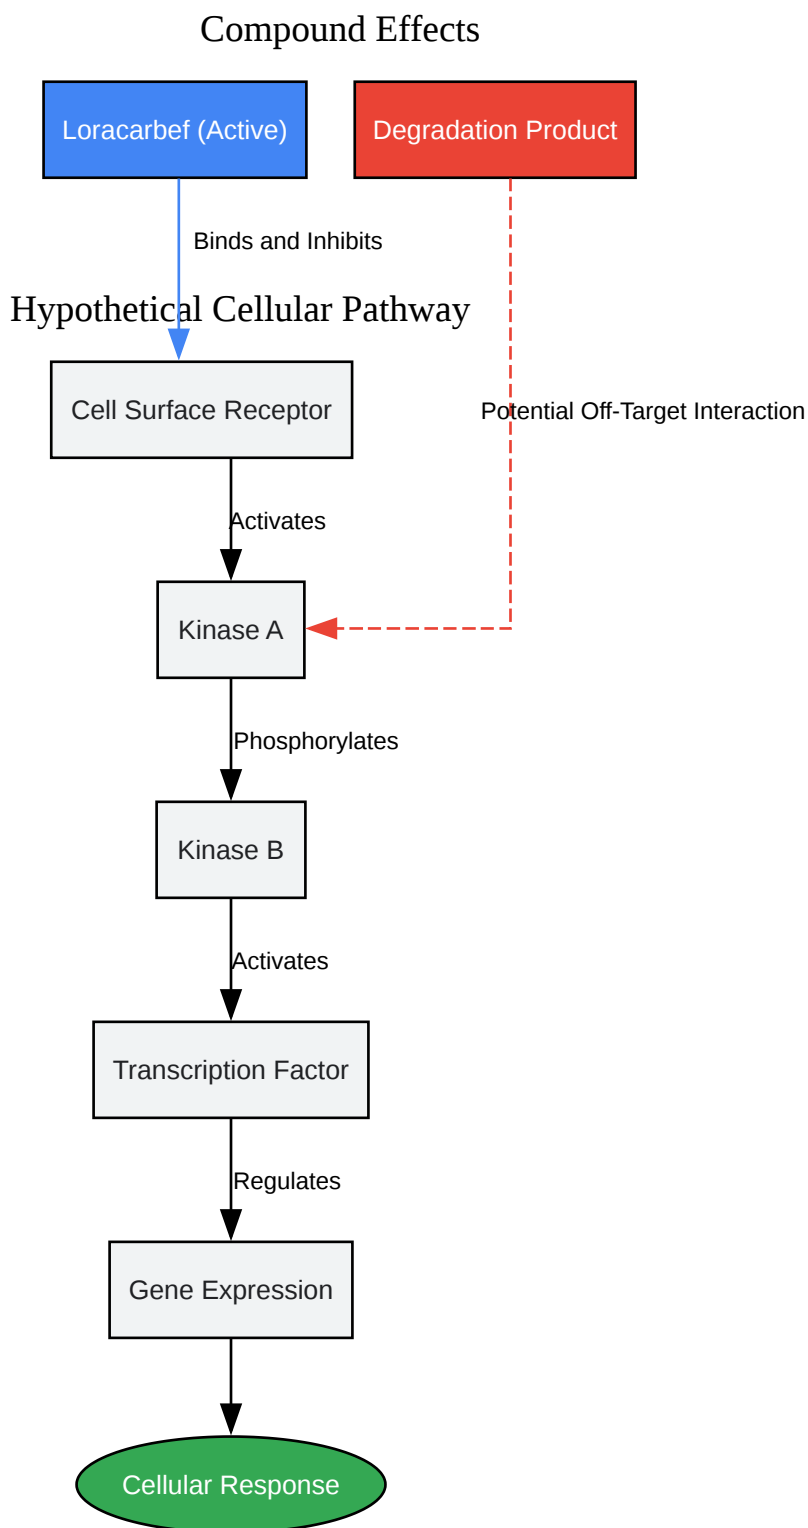 Compound Effects
Loracarbef (Active)
Degradation Product
Binds and Inhibits
Hypothetical Cellular Pathway
Cell Surface Receptor
Potential Off-Target Interaction
Activates
Kinase A
Phosphorylates
Kinase B
Activates
Transcription Factor
Regulates
Gene Expression
Cellular Response